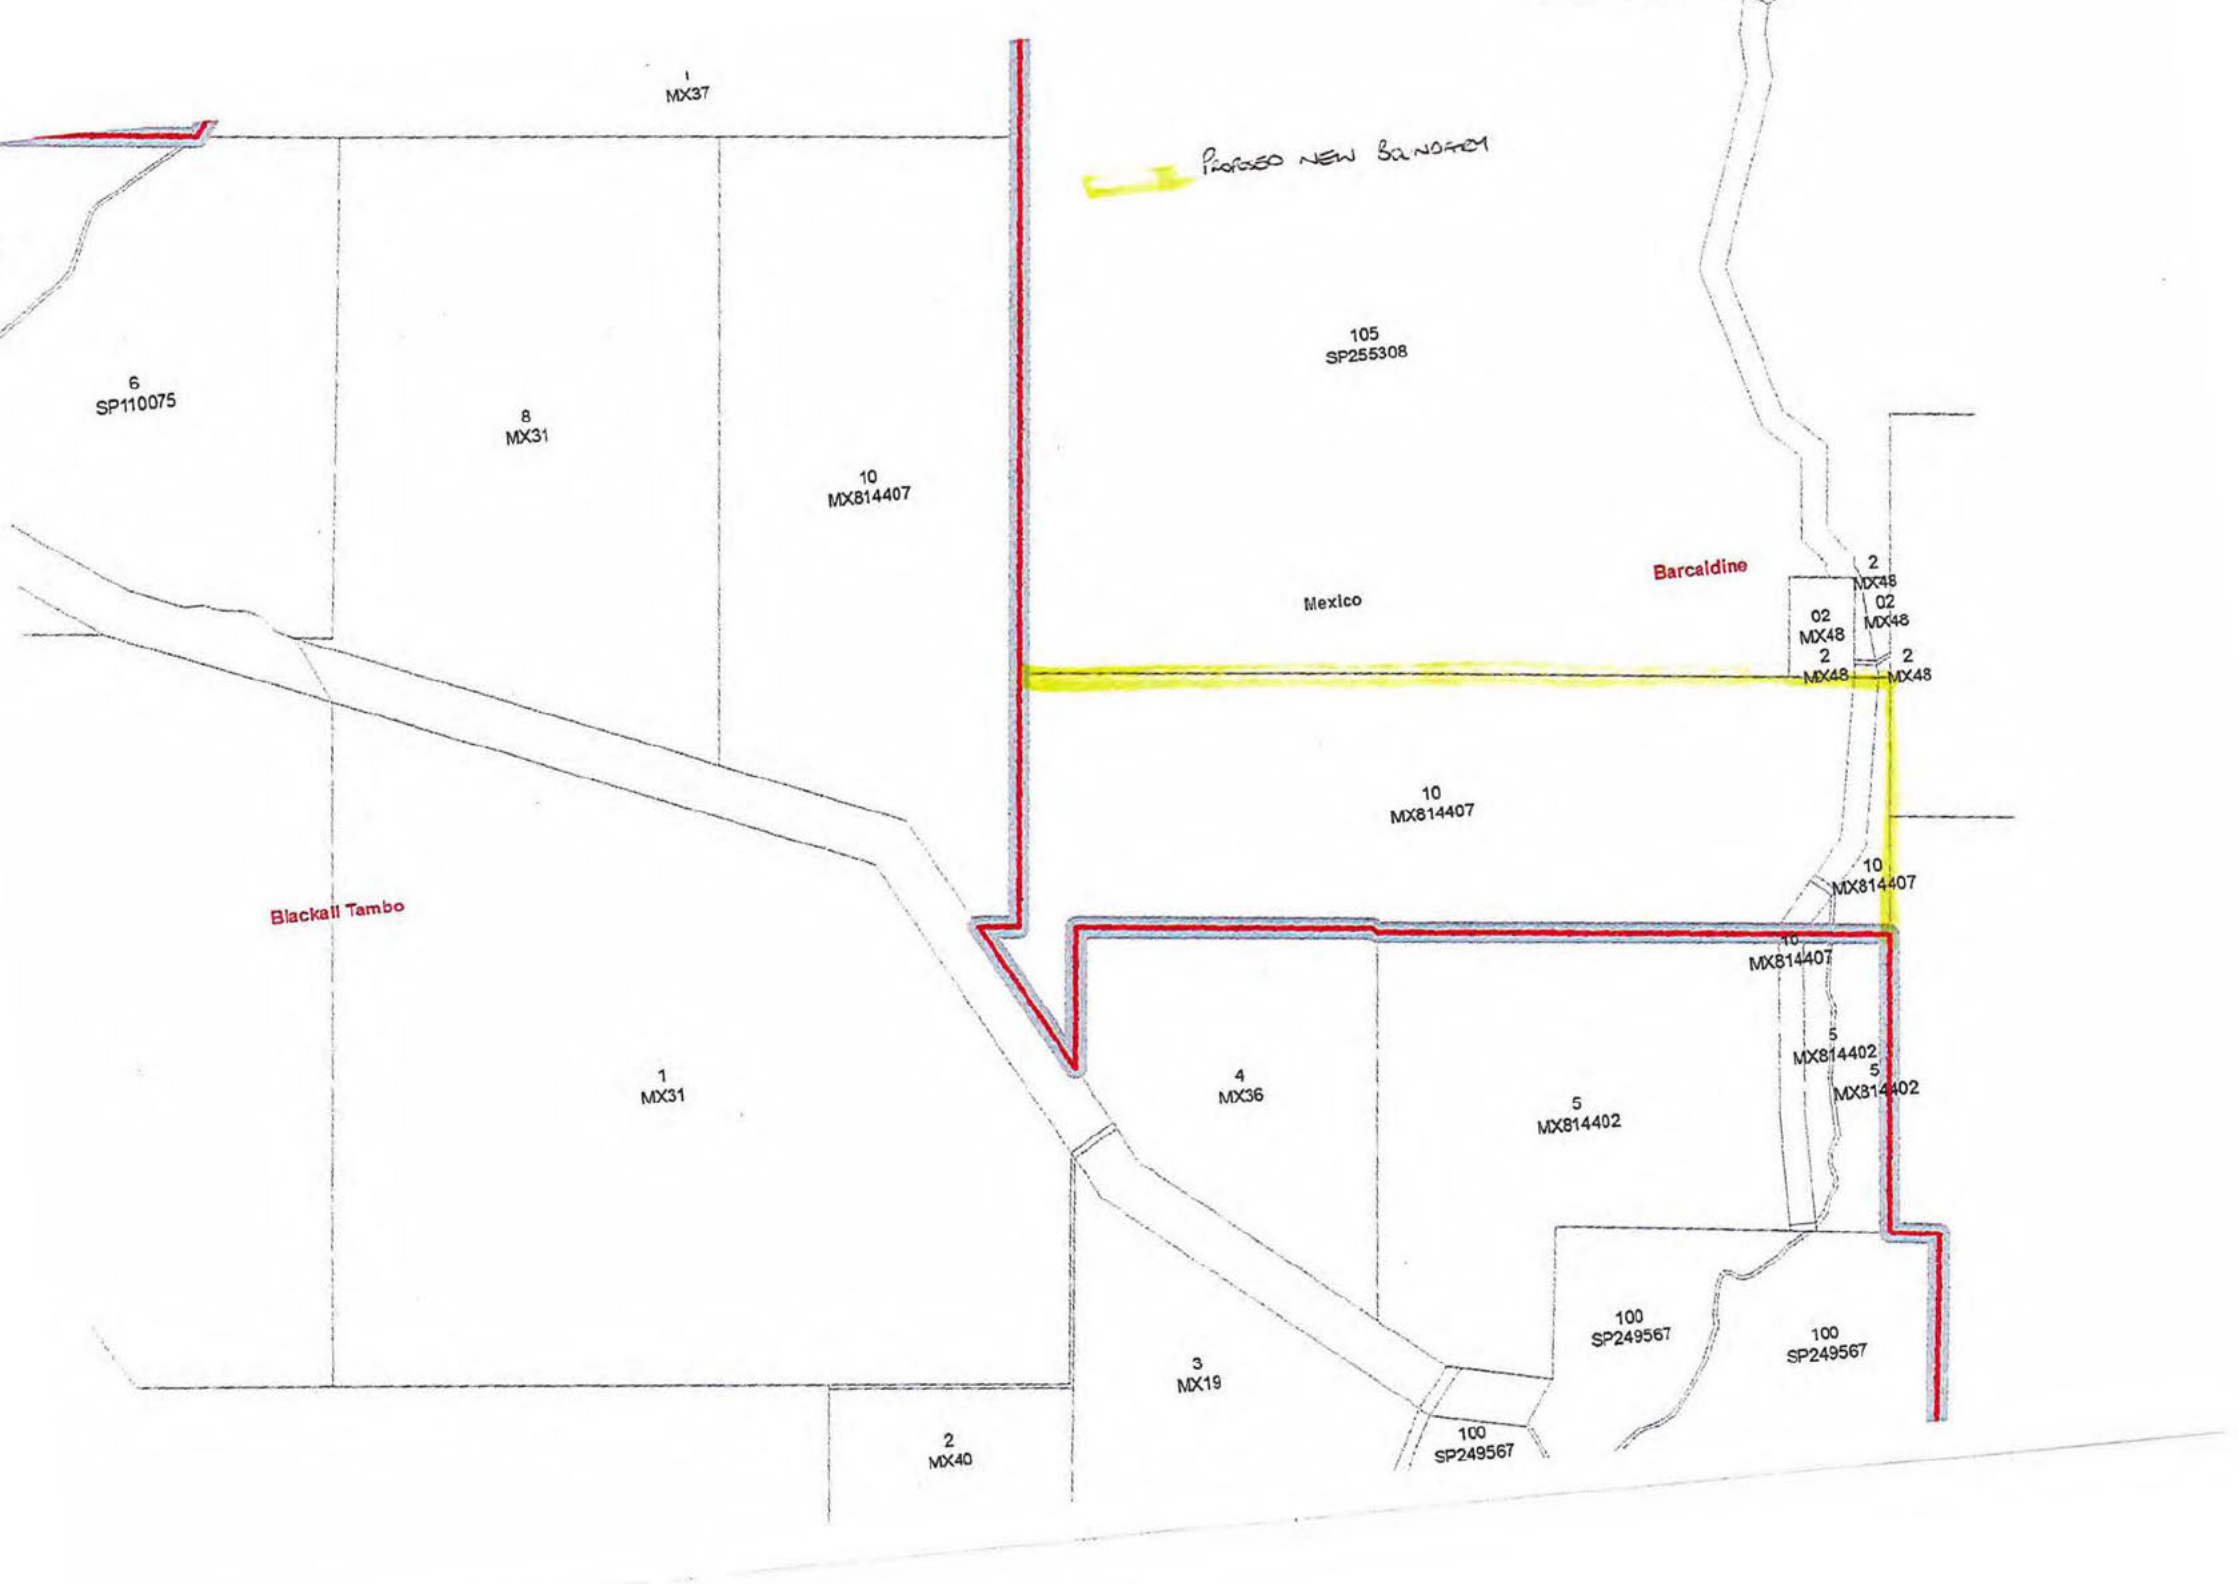 1
MX37
PROPOSED NEW BOUNDARY
105
SP255308
6
SP110075
8
MX31
10
MX814407
Barcaldine
Mexico
2
MX48
02
MX48
02
MX48
2
MX48
2
MX48
10
MX814407
10
MX814407
Blackall Tambo
10
MX814407
1
MX31
4
MX36
5
MX814402
5
MX814402
5
MX814402
100
SP249567
100
SP249567
3
MX19
2
MX40
100
SP249567